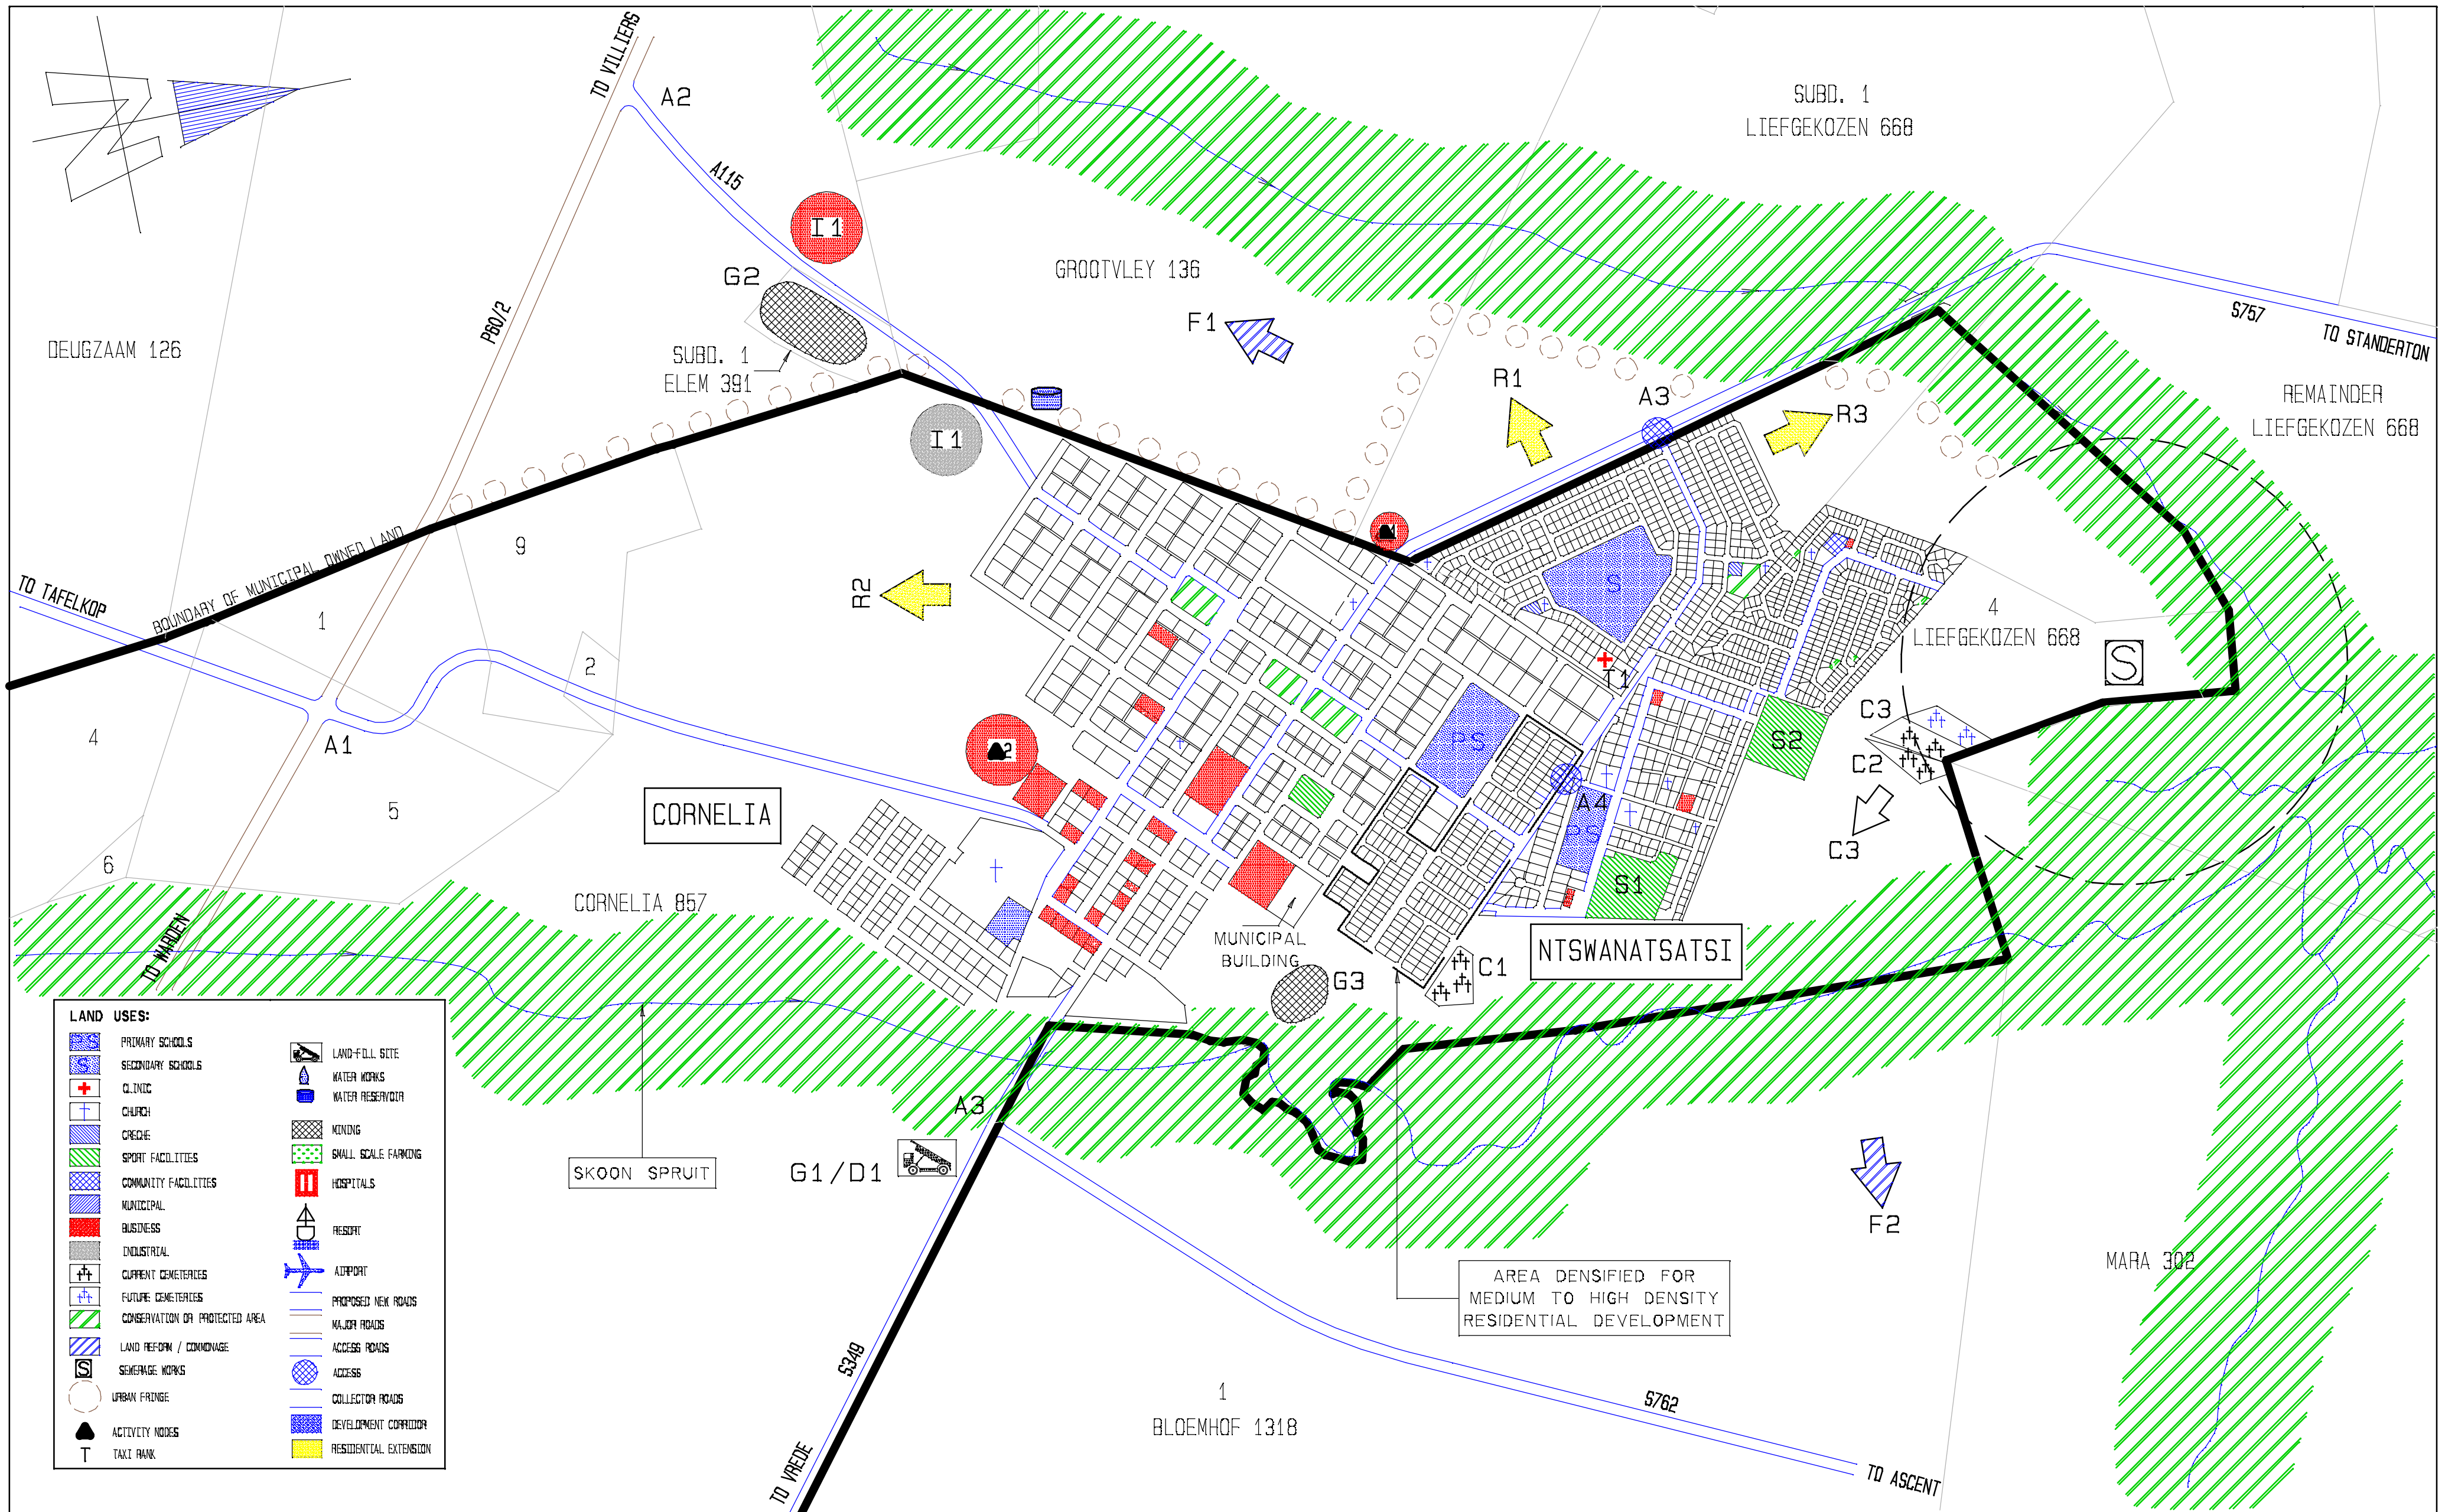 TO VILLIERS
A2
A115
SUBD. 1
LIEFGEKOZEN 668
I1
G2
GROOTVLEY 136
P60/2
F1
DEUGZAAM 126
SUBD. 1
ELEM 391
S757
TO STANDERTON
R1
A3
R3
REMAINDER
LIEFGEKOZEN 668
I1
9
BOUNDARY OF MUNICIPAL OWNED LAND
TO TAFELKOP
1
R2
S
4
LIEFGEKOZEN 668
2
T1
S
4
A1
C3
PS
S2
C2
5
CORNELIA
A4
PS
C3
6
S1
CORNELIA 857
TO WARDEN
MUNICIPAL
BUILDING
NTSWANATSATSI
C1
G3
LAND USES:
PS PRIMARY SCHOOLS
S SECONDARY SCHOOLS
CLINIC
CHURCH
CRECHE
SPORT FACILITIES
COMMUNITY FACILITIES
MUNICIPAL
BUSINESS
INDUSTRIAL
CURRENT CEMETERIES
FUTURE CEMETERIES
CONSERVATION OR PROTECTED AREA
LAND REFORM / COMMONAGE
S SEWERAGE WORKS
URBAN FRINGE
ACTIVITY NODES
T TAXI RANK
LAND-FILL SITE
WATER WORKS
WATER RESERVOIR
MINING
SMALL SCALE FARMING
HOSPITALS
RESORT
AIRPORT
PROPOSED NEW ROADS
MAJOR ROADS
ACCESS ROADS
ACCESS
COLLECTOR ROADS
DEVELOPMENT CORRIDOR
RESIDENTIAL EXTENSION
A3
G1/D1
SKOON SPRUIT
F2
MARA 302
AREA DENSIFIED FOR
MEDIUM TO HIGH DENSITY
RESIDENTIAL DEVELOPMENT
S349
1
BLOEMHOF 1318
S762
TO VREDE
TO ASCENT